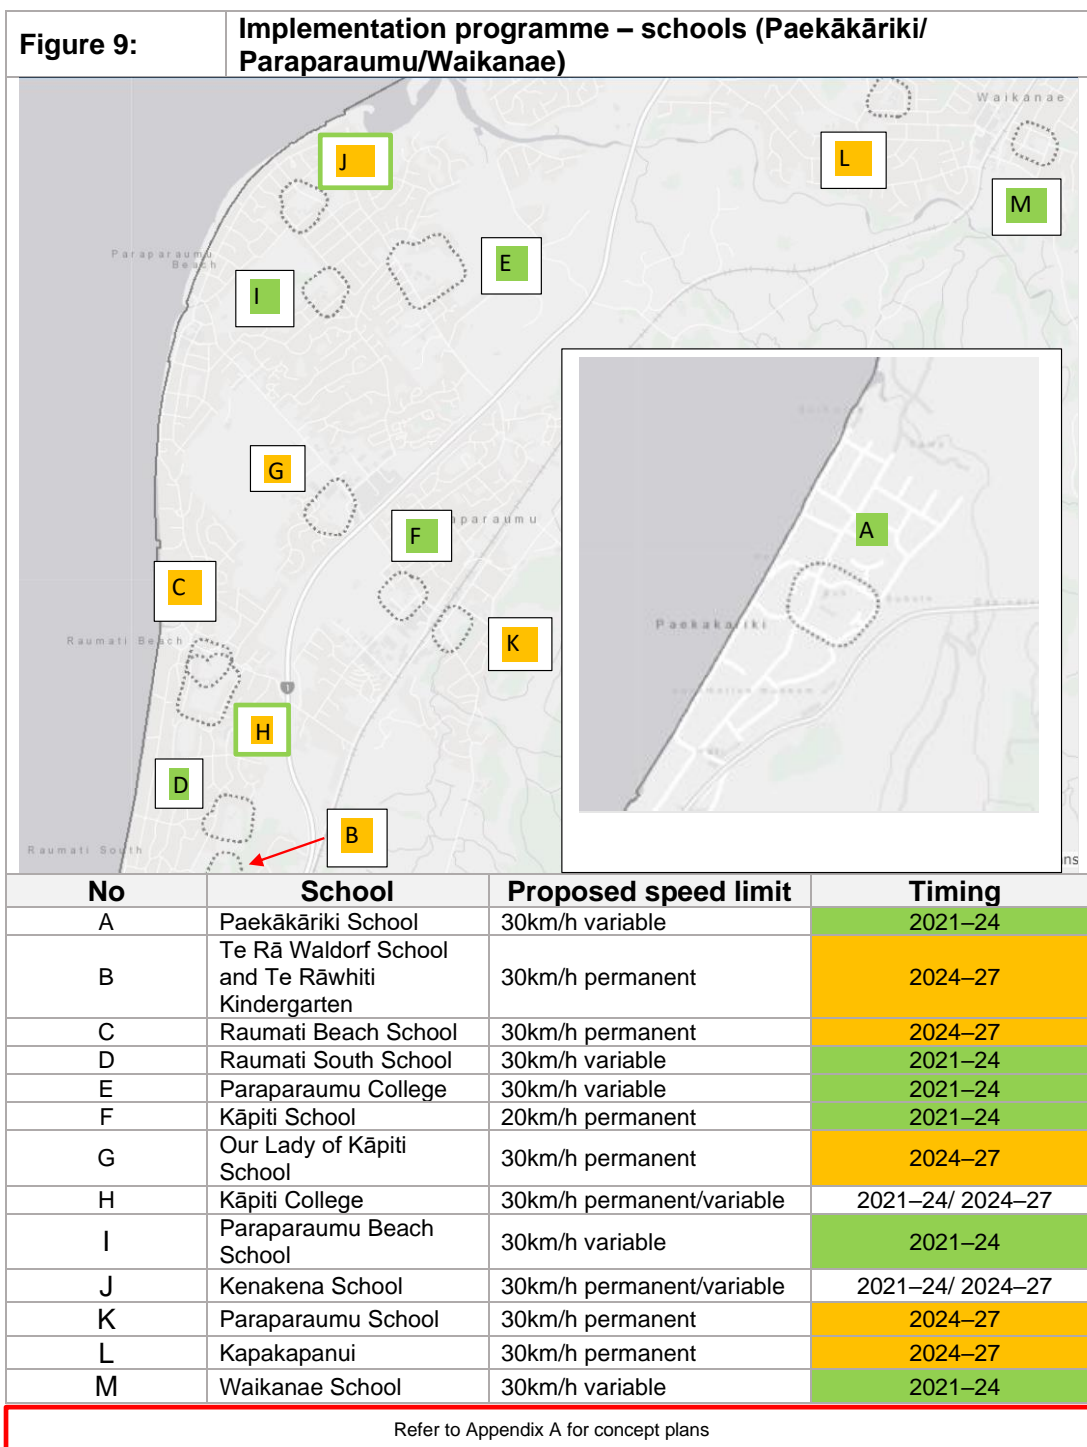 Figure 9:
Implementation programme – schools (Paekākāriki/
Paraparaumu/Waikanae)
Waikanae
J
L
M
Paraparaumu
Beach
E
I
G
aparaumu
F
A
C
Paekakariki
Raumati Beach
K
1
H
D
B
Raumati South
ns
No School Proposed speed limit Timing
A Paekākāriki School 30km/h variable 2021–24
Te Rā Waldorf School
B and Te Rāwhiti 30km/h permanent 2024–27
Kindergarten
C Raumati Beach School 30km/h permanent 2024–27
D Raumati South School 30km/h variable 2021–24
E Paraparaumu College 30km/h variable 2021–24
F Kāpiti School 20km/h permanent 2021–24
G Our Lady of Kāpiti 30km/h permanent 2024–27
School
H Kāpiti College 30km/h permanent/variable 2021–24/ 2024–27
I Paraparaumu Beach 30km/h variable 2021–24
School
J Kenakena School 30km/h permanent/variable 2021–24/ 2024–27
K Paraparaumu School 30km/h permanent 2024–27
L Kapakapanui 30km/h permanent 2024–27
M Waikanae School 30km/h variable 2021–24
Refer to Appendix A for concept plans